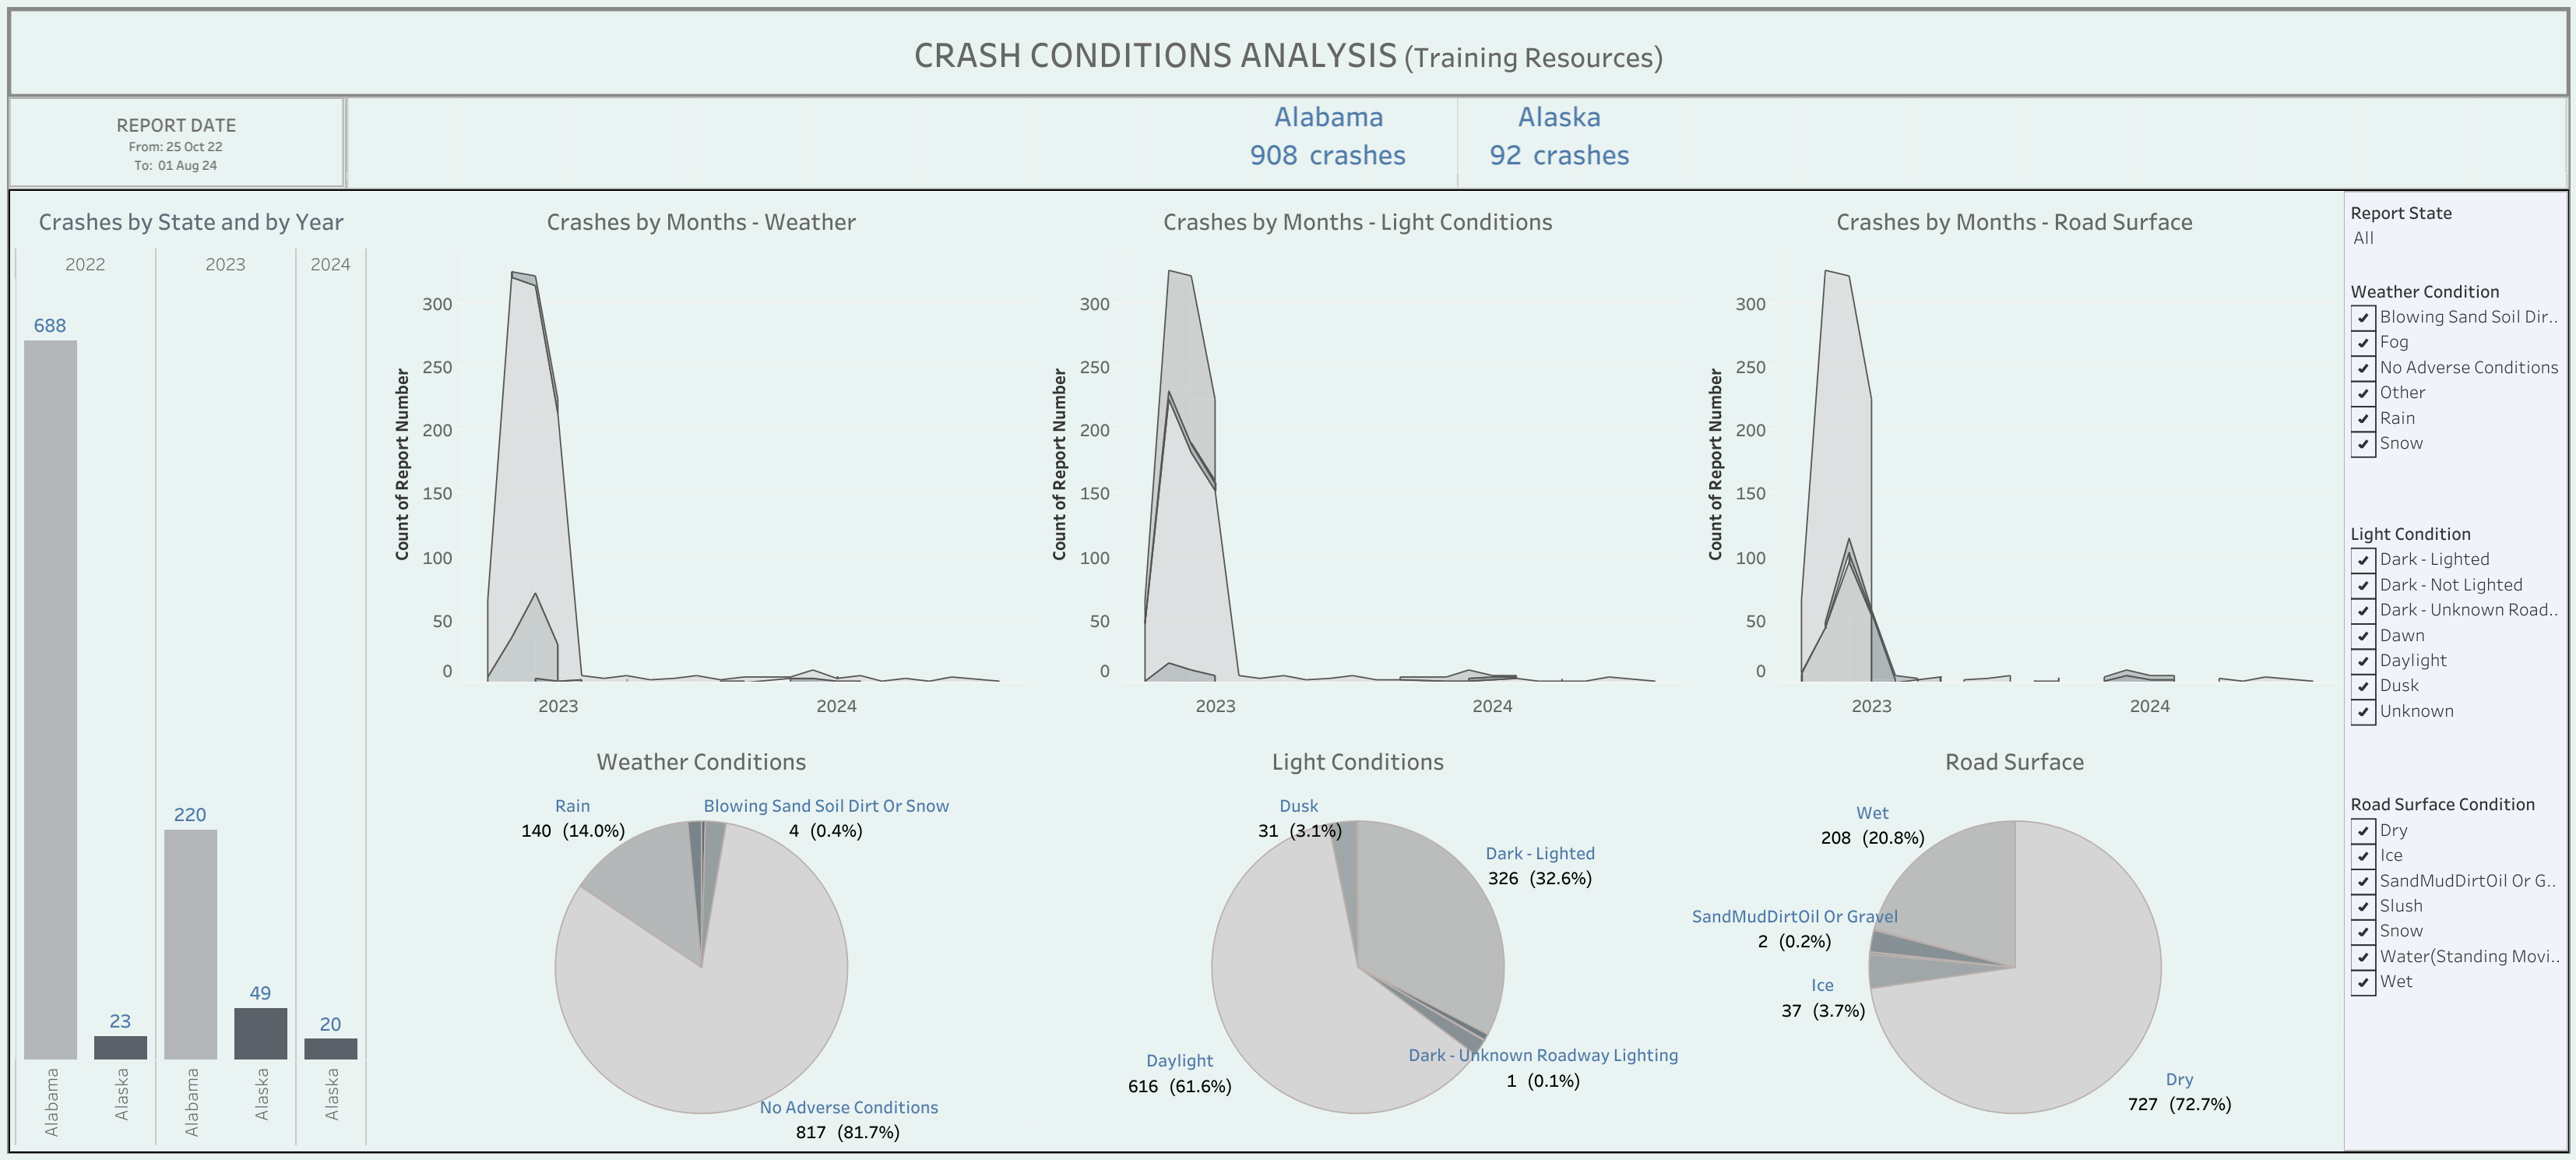 CRASH CONDITIONS ANALYSIS (Training Resources)
REPORT DATE
From: 25 Oct 22
To: 01 Aug 24
Alabama
908 crashes
Alaska
92 crashes
Crashes by State and by Year
2022
2023
2024
688
23
220
49
20
Alabama
Alaska
Alabama
Alaska
Alaska
Crashes by Months - Weather
Count of Report Number
300
250
200
150
100
50
0
2023
2024
Crashes by Months - Light Conditions
Count of Report Number
300
250
200
150
100
50
0
2023
2024
Crashes by Months - Road Surface
Count of Report Number
300
250
200
150
100
50
0
2023
2024
Weather Conditions
Rain
140 (14.0%)
Blowing Sand Soil Dirt Or Snow
4 (0.4%)
No Adverse Conditions
817 (81.7%)
Light Conditions
Dusk
31 (3.1%)
Dark - Lighted
326 (32.6%)
Dark - Unknown Roadway Lighting
1 (0.1%)
Daylight
616 (61.6%)
Road Surface
Wet
208 (20.8%)
SandMudDirtOil Or Gravel
2 (0.2%)
Ice
37 (3.7%)
Dry
727 (72.7%)
Report State
All
Weather Condition
Blowing Sand Soil Dir..
Fog
No Adverse Conditions
Other
Rain
Snow
Light Condition
Dark - Lighted
Dark - Not Lighted
Dark - Unknown Road..
Dawn
Daylight
Dusk
Unknown
Road Surface Condition
Dry
Ice
SandMudDirtOil Or G..
Slush
Snow
Water(Standing Movi..
Wet